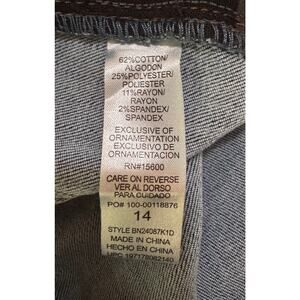 62%COTTON/
ALGODON
25%POLYESTER/
POLIESTER
11%RAYON/
RAYON
2%SPANDEX/
SPANDEX
EXCLUSIVE OF
ORNAMENTATION
EXCLUSIVO DE
ORNAMENTACION
RN#15600
CARE ON REVERSE
VER AL DORSO
PARA CUIDADO
PO# 100-00118876
14
STYLE BN24087K1D
MADE IN CHINA
HECHO EN CHINA
UPC 197178082140